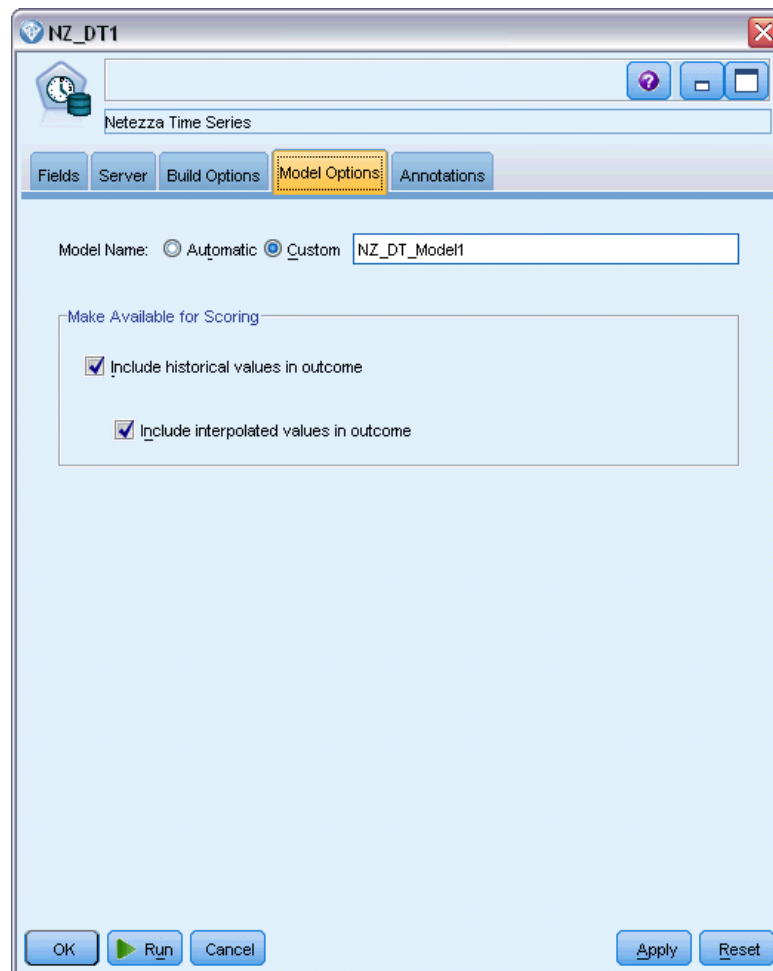 NZ_DT1
Netezza Time Series
Fields Server Build Options Model Options Annotations
Model Name: Automatic Custom NZ_DT_Model1
Make Available for Scoring
Include historical values in outcome
Include interpolated values in outcome
OK Run Cancel Apply Reset